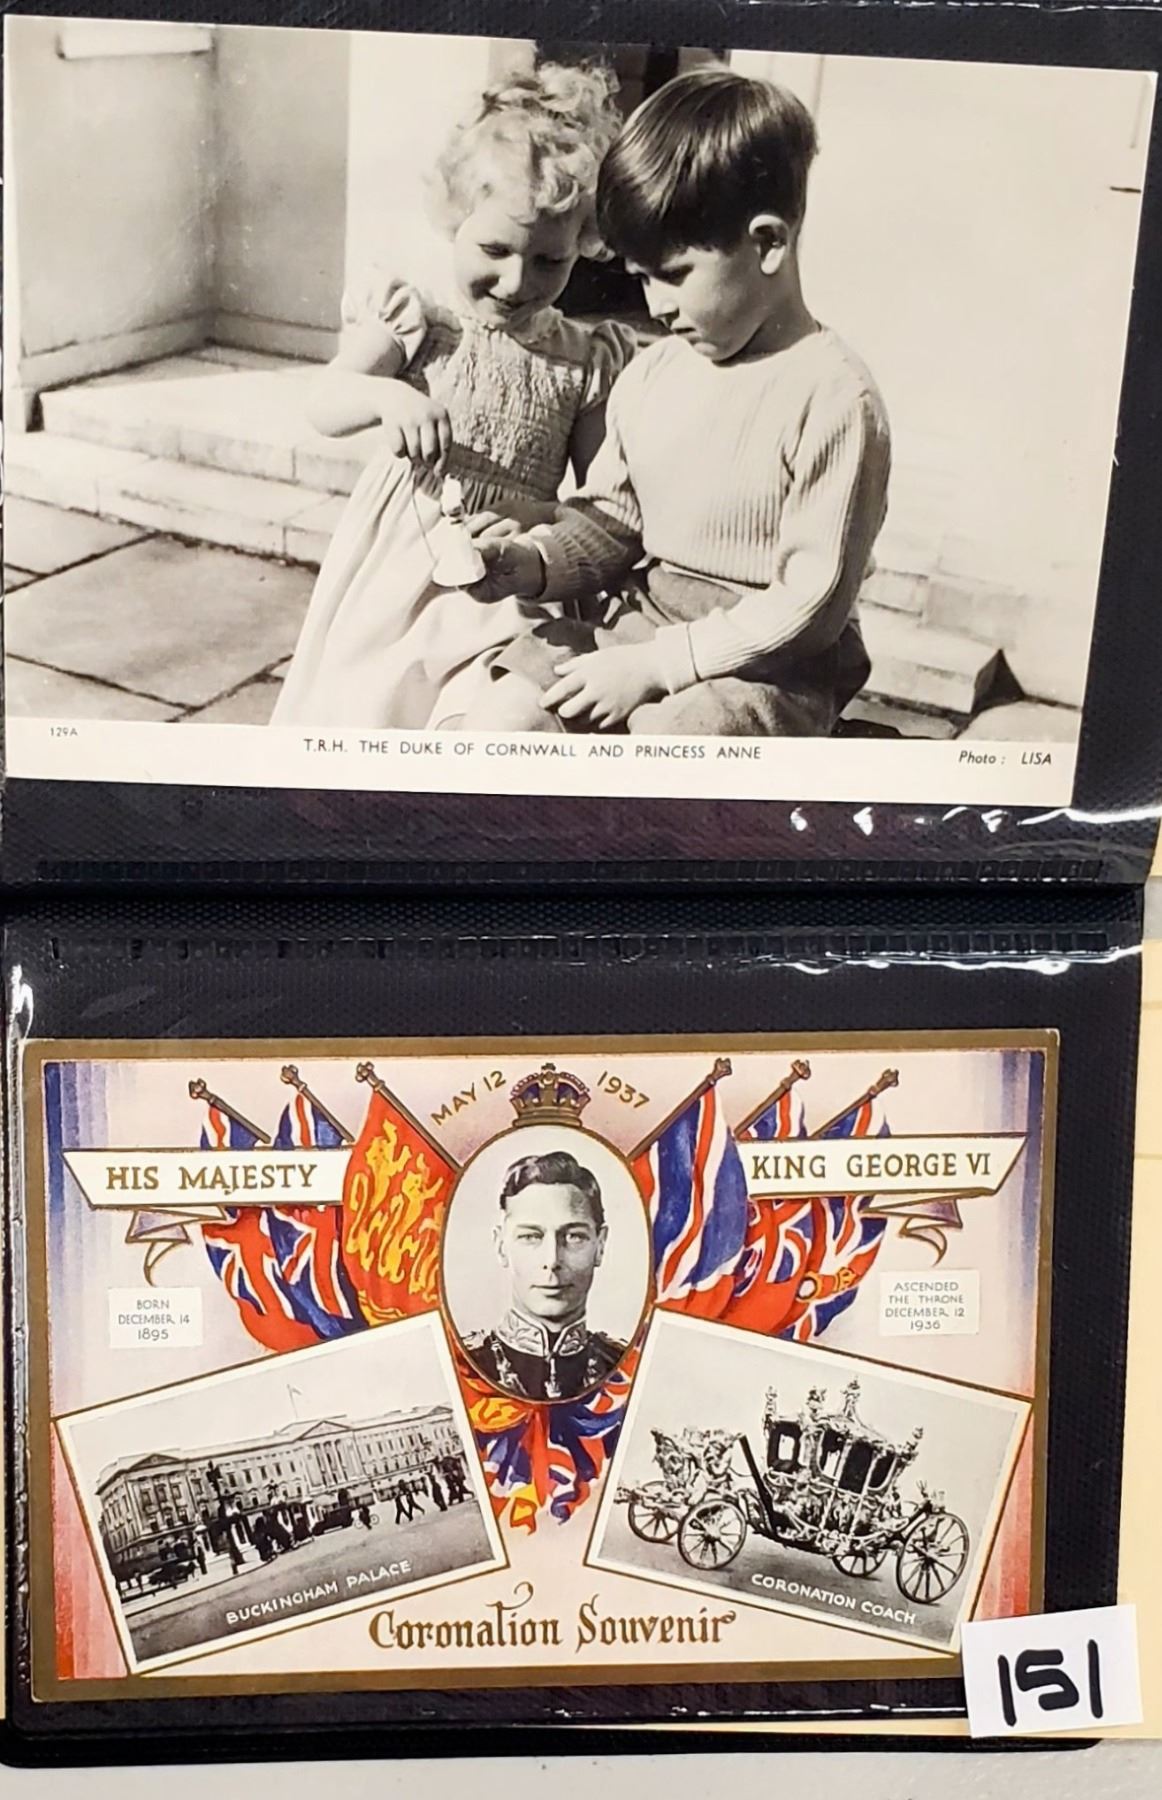 129A
T.R.H. THE DUKE OF CORNWALL AND PRINCESS ANNE
Photo: LISA
MAY 12 1937
HIS MAJESTY
KING GEORGE VI
BORN
DECEMBER 14
1895
ASCENDED
THE THRONE
DECEMBER 12
1936
BUCKINGHAM PALACE
CORONATION COACH
Coronation Souvenir
151